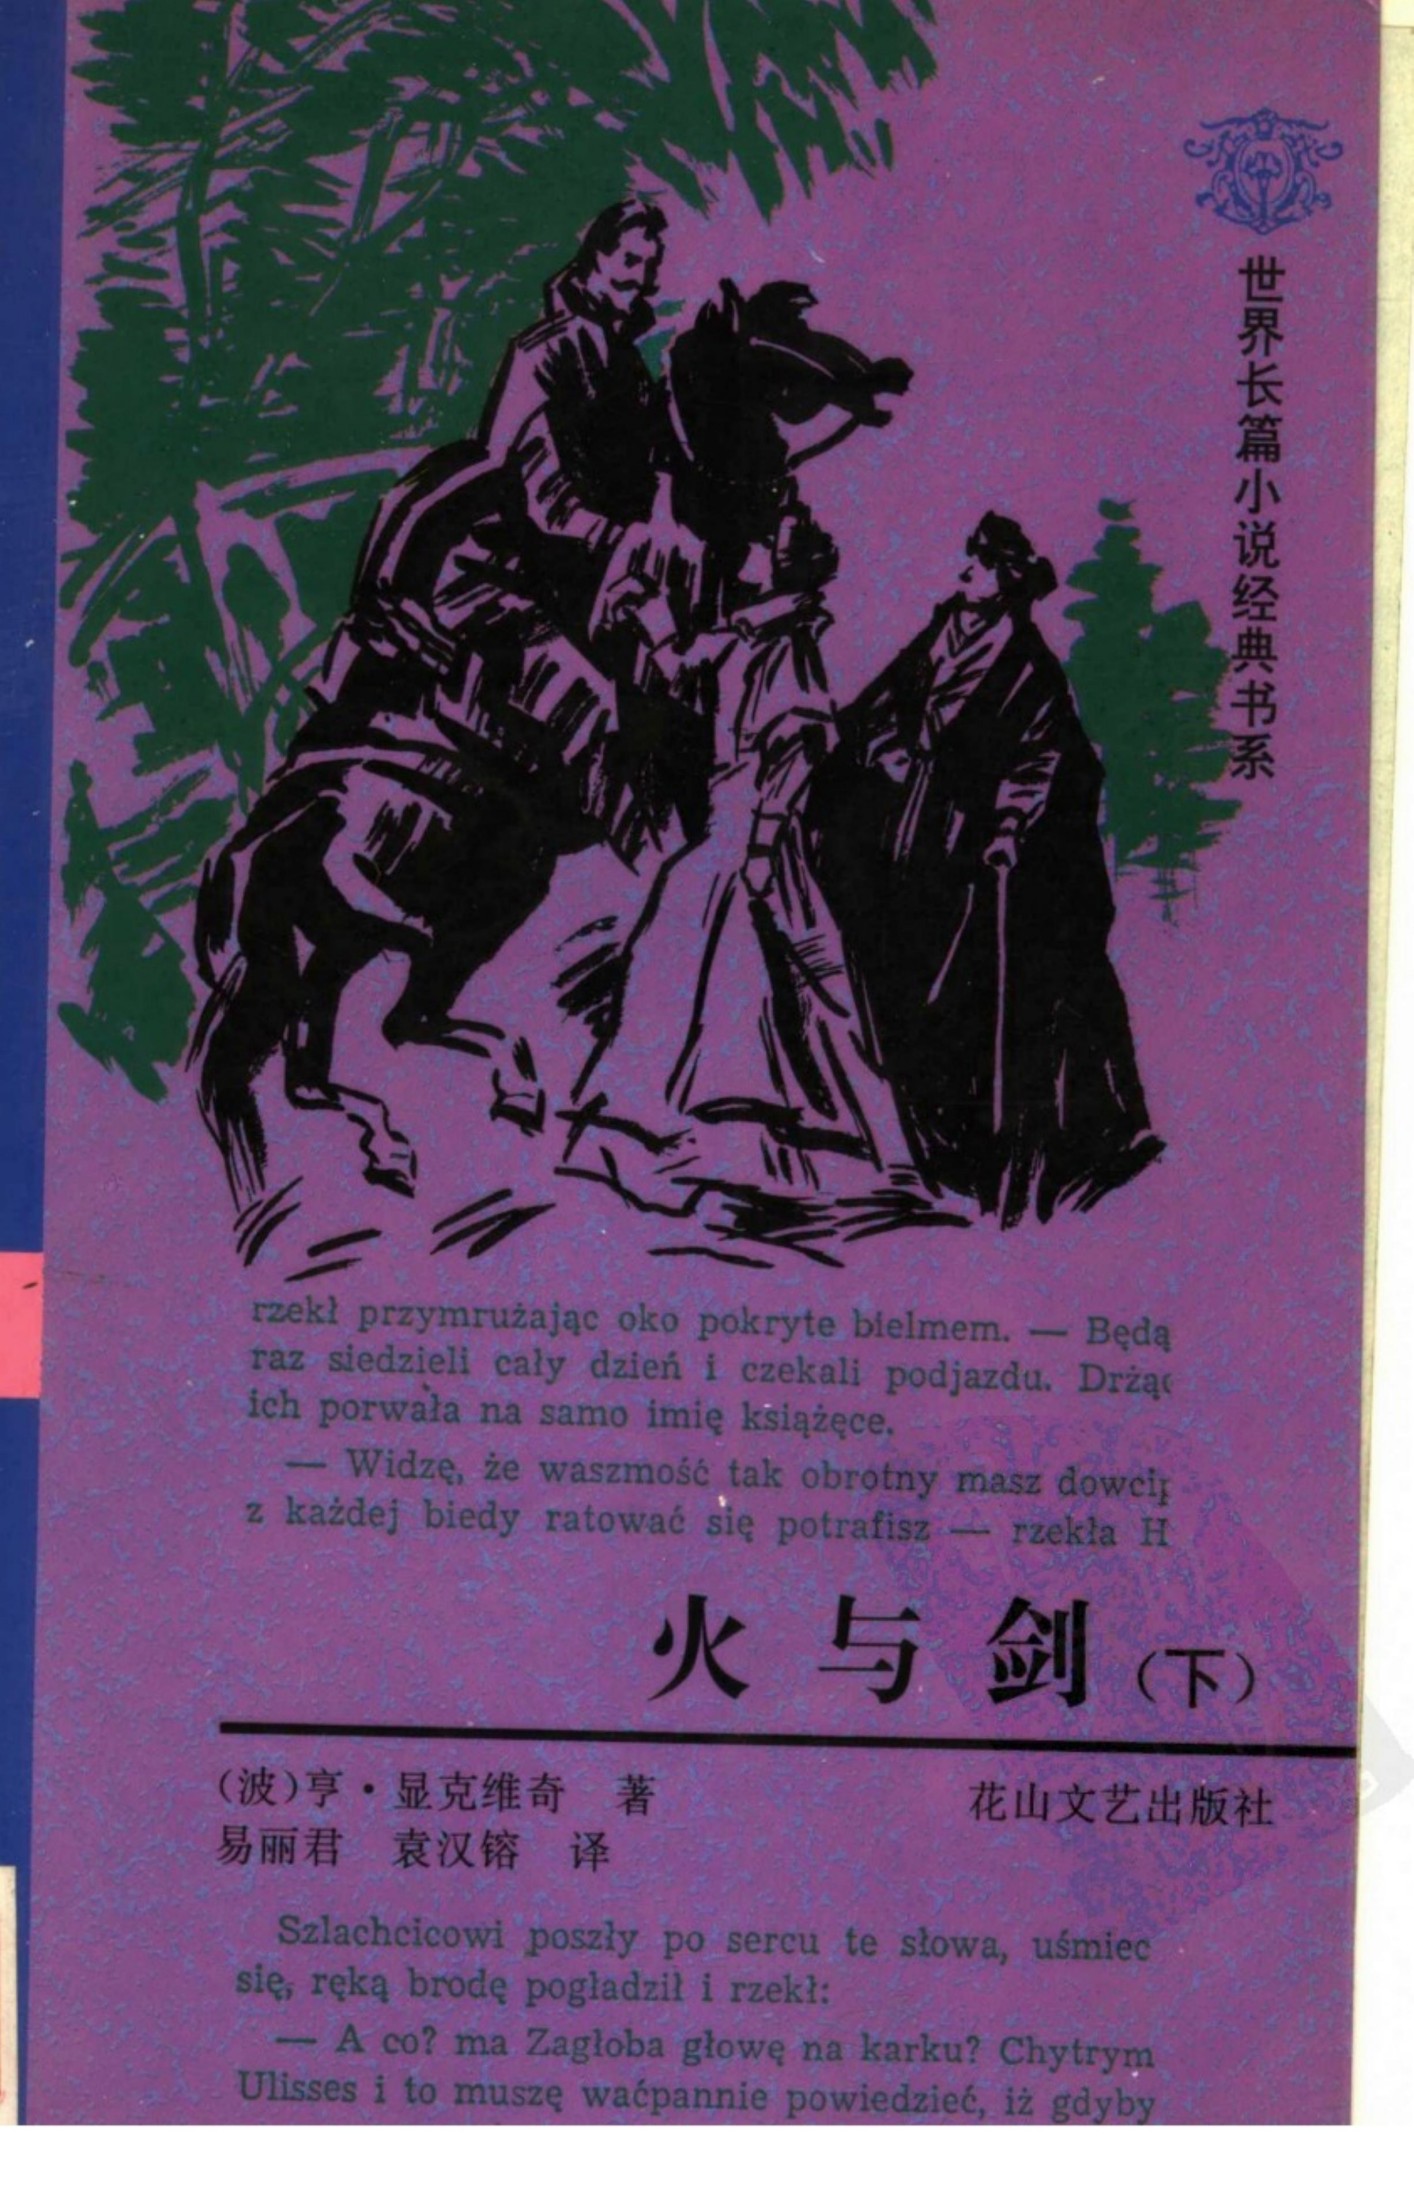 世界长篇小说经典书系
rzekł przymrużając oko pokryte bielmem. — Będą
raz siedzieli cały dzień i czekali podjazdu. Drżąc
ich porwała na samo imię książęce.
— Widzę, że waszmość tak obrotny masz dowcip
z każdej biedy ratować się potrafisz — rzekła H
火与剑（下）
（波）亨·显克维奇 著
花山文艺出版社
易丽君 袁汉镕 译
Szlachcicowi poszły po sercu te słowa, uśmiec
się, ręką brodę pogładził i rzekł:
— A co? ma Zagłoba głowę na karku? Chytrym
Ulisses i to muszę waćpannie powiedzieć, iż gdyby